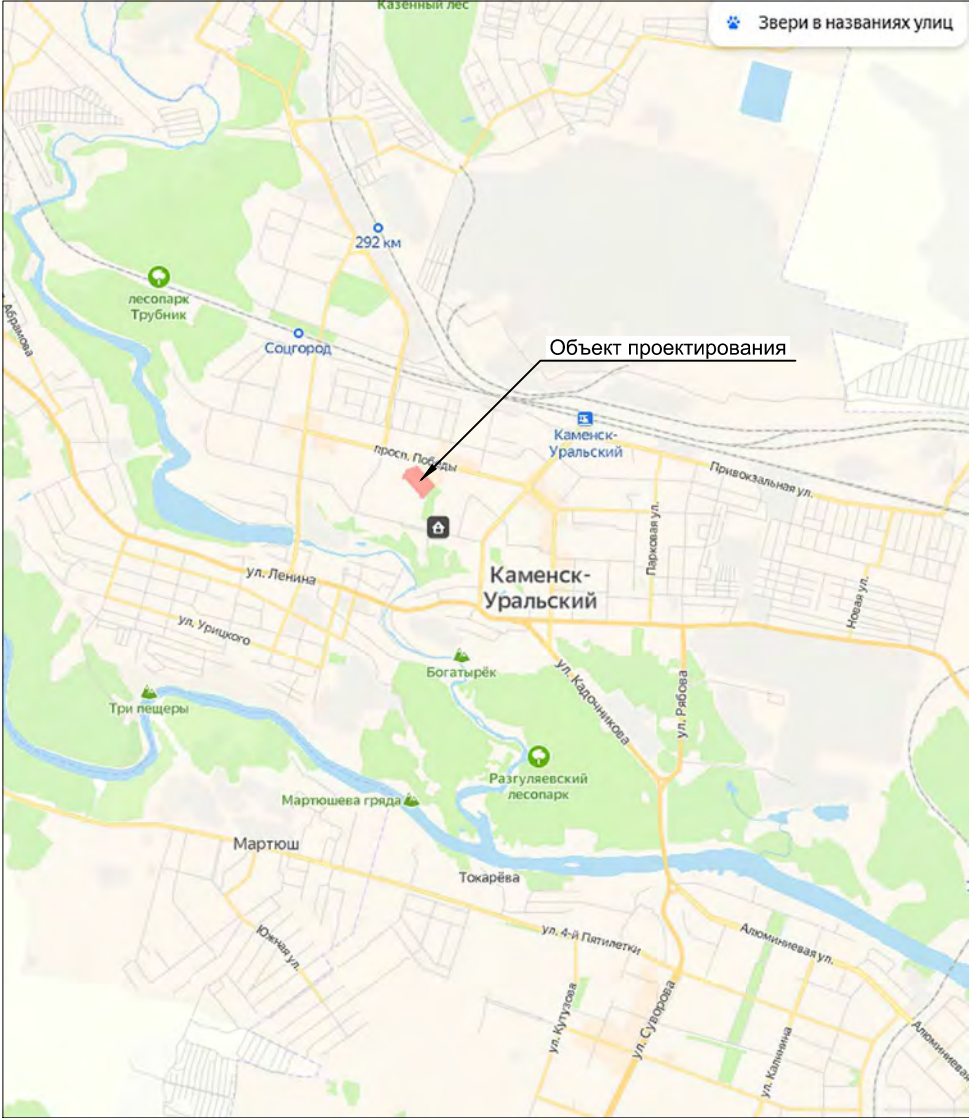 Казённый лес
Звери в названиях улиц
292 км
лесопарк
Трубник
Абрамова
Соцгород
Объект проектирования
Каменск-
Уральский
просп. Победы
Привокзальная ул.
Парковая ул.
ул. Ленина
Каменск-
Уральский
Новая ул.
ул. Урицкого
Богатырёк
ул. Кадочникова
ул. Рябова
Три пещеры
Разгуляевский
лесопарк
Мартюшева гряда
Мартюш
Токарёва
Южная ул.
ул. 4-й Пятилетки
Алюминиевая ул.
ул. Кутузова
ул. Суворова
ул. Калинина
Алюминиевая